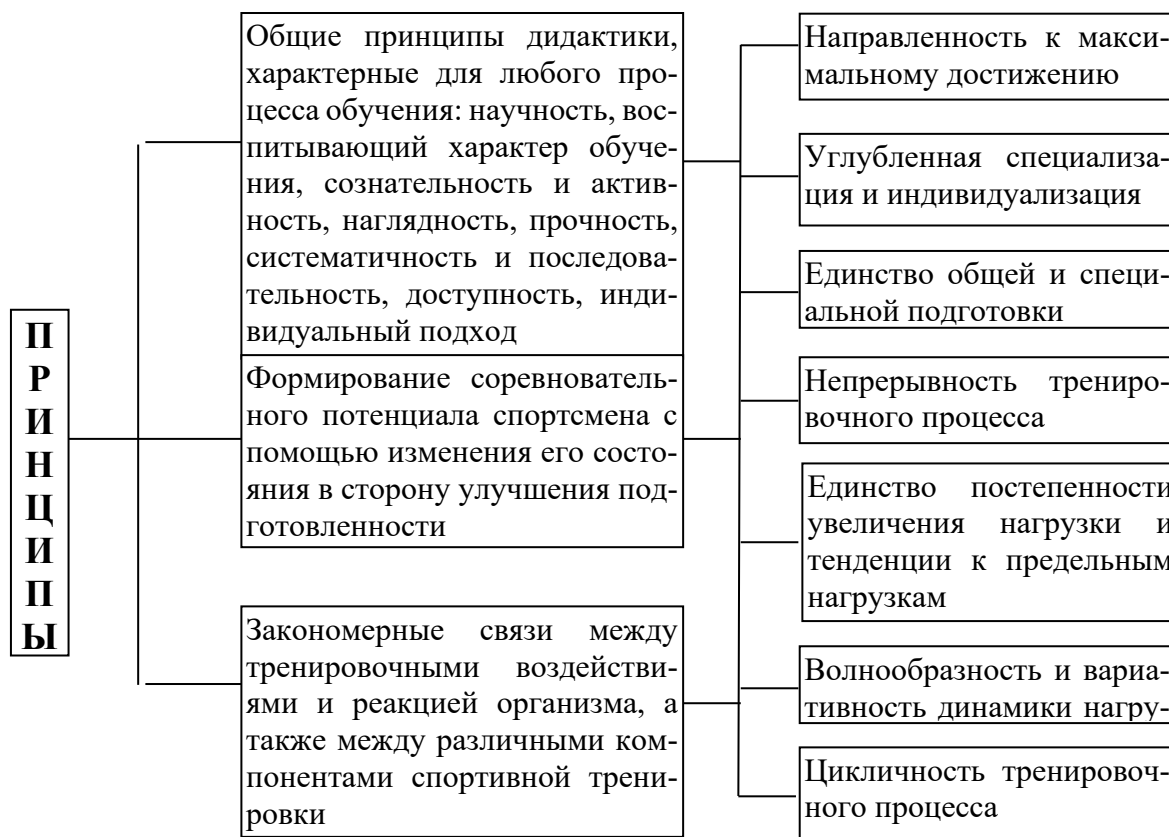 ПРИНЦИПЫ
Общие принципы дидактики,
характерные для любого про-
цесса обучения: научность, вос-
питывающий характер обуче-
ния, сознательность и актив-
ность, наглядность, прочность,
систематичность и последова-
тельность, доступность, инди-
видуальный подход
Формирование соревнователь-
ного потенциала спортсмена с
помощью изменения его состо-
яния в сторону улучшения под-
готовленности
Закономерные связи между
тренировочными воздействи-
ями и реакцией организма, а
также между различными ком-
понентами спортивной трени-
ровки
Направленность к макси-
мальному достижению
Углубленная специализа-
ция и индивидуализация
Единство общей и специ-
альной подготовки
Непрерывность трениро-
вочного процесса
Единство постепенности
увеличения нагрузки и
тенденции к предельным
нагрузкам
Волнообразность и вариа-
тивность динамики нагру-
Цикличность тренировоч-
ного процесса